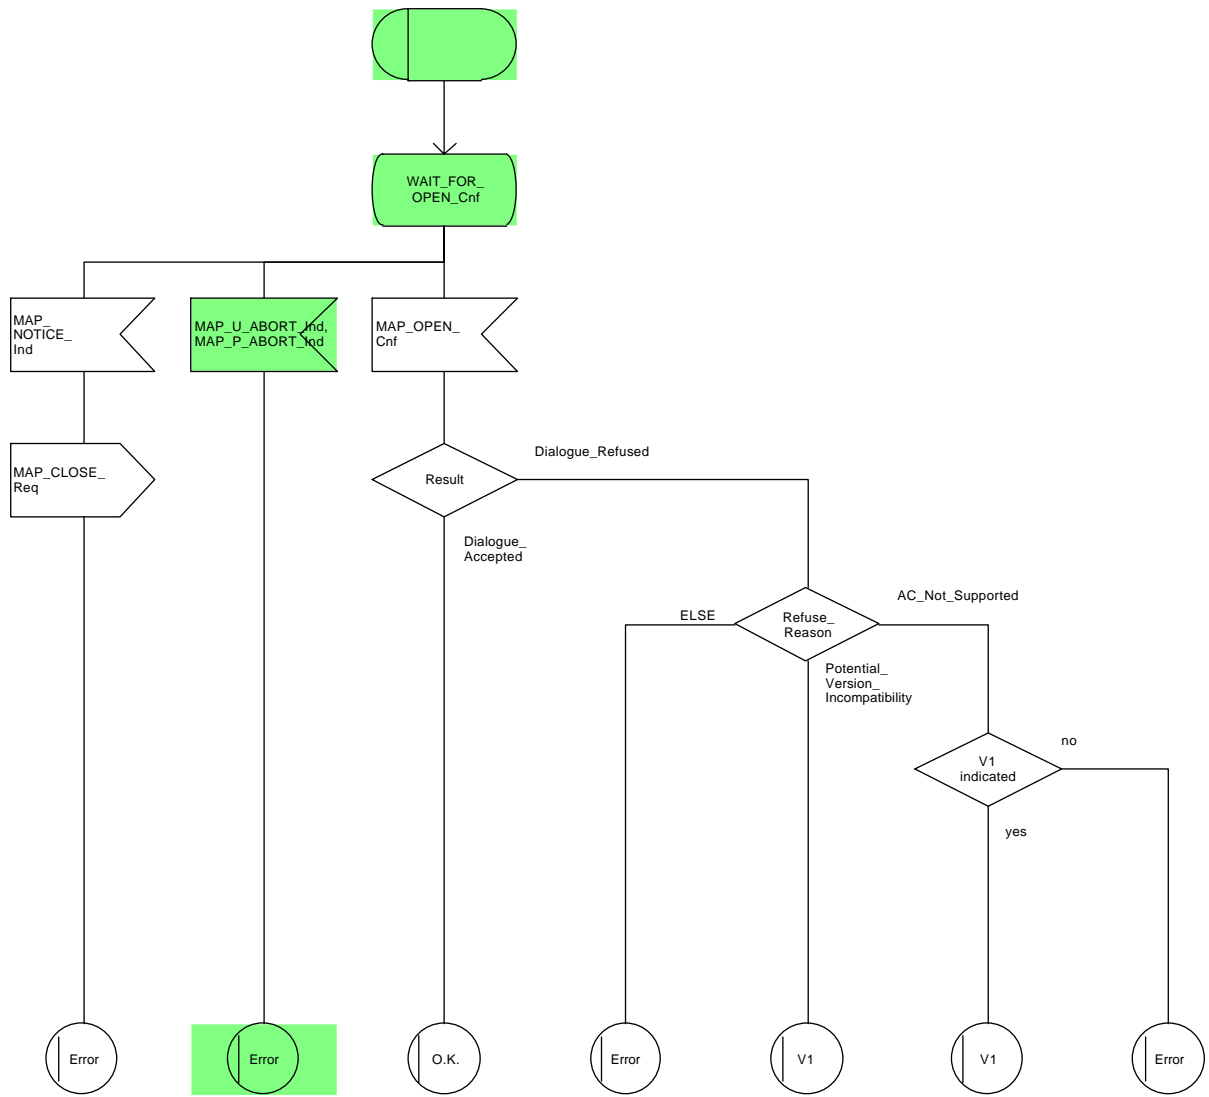 WAIT_FOR_
OPEN_Cnf
MAP_
NOTICE_
Ind
MAP_U_ABORT_Ind,
MAP_P_ABORT_Ind
MAP_OPEN_
Cnf
MAP_CLOSE_
Req
Result
Dialogue_Refused
Dialogue_
Accepted
ELSE
Refuse_
Reason
AC_Not_Supported
Potential_
Version_
Incompatibility
V1
indicated
no
yes
Error
Error
O.K.
Error
V1
V1
Error